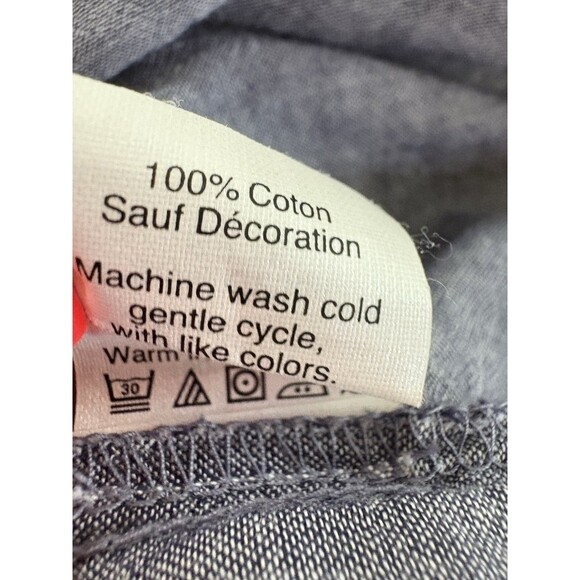 100% Coton
Sauf Décoration
Machine wash cold
gentle cycle,
with like colors.
Warm
30